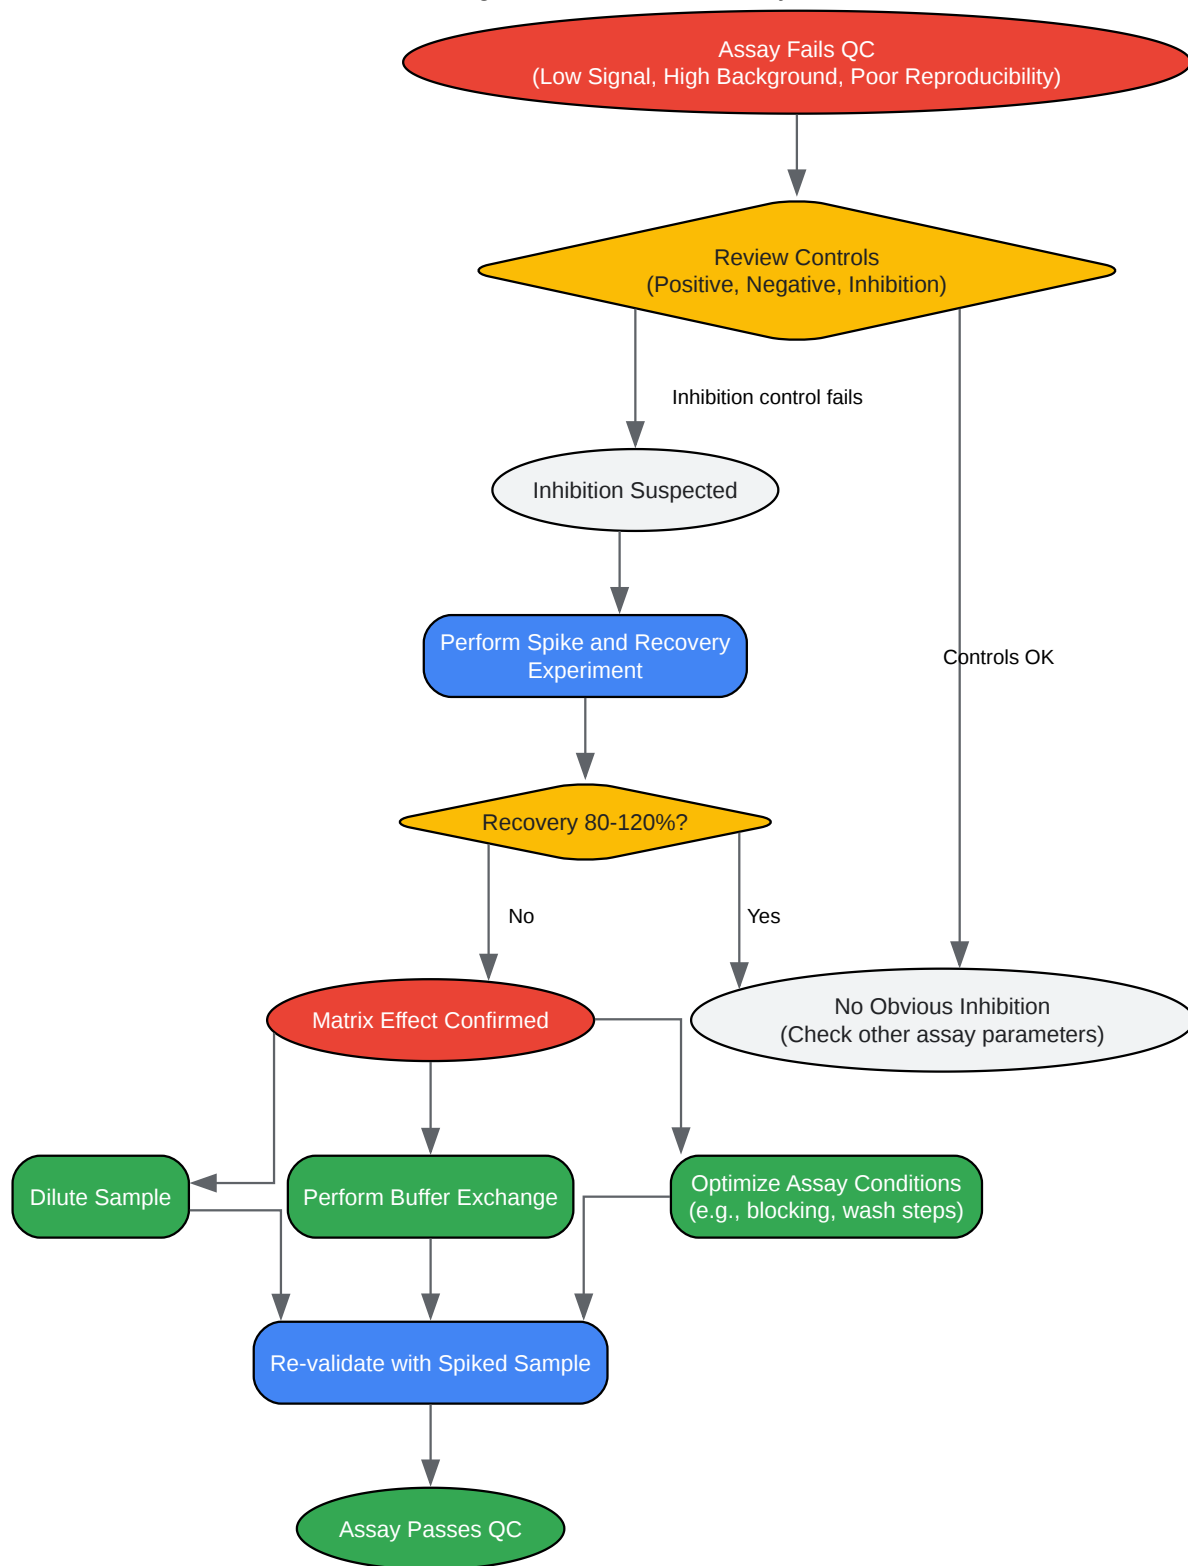 Assay Fails QC
(Low Signal, High Background, Poor Reproducibility)
Review Controls
(Positive, Negative, Inhibition)
Inhibition control fails
Inhibition Suspected
Perform Spike and Recovery
Experiment
Controls OK
Recovery 80-120%?
No
Yes
Matrix Effect Confirmed
No Obvious Inhibition
(Check other assay parameters)
Dilute Sample
Perform Buffer Exchange
Optimize Assay Conditions
(e.g., blocking, wash steps)
Re-validate with Spiked Sample
Assay Passes QC